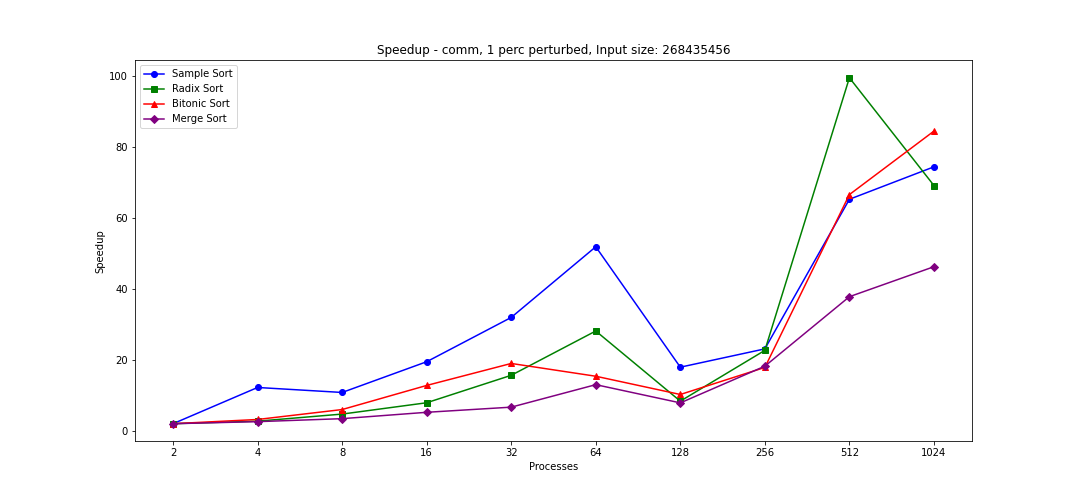 Speedup - comm, 1 perc perturbed, Input size: 268435456
Sample Sort
Radix Sort
Bitonic Sort
Merge Sort
100
80
60
40
20
0
Speedup
2 4 8 16 32 64 128 256 512 1024
Processes